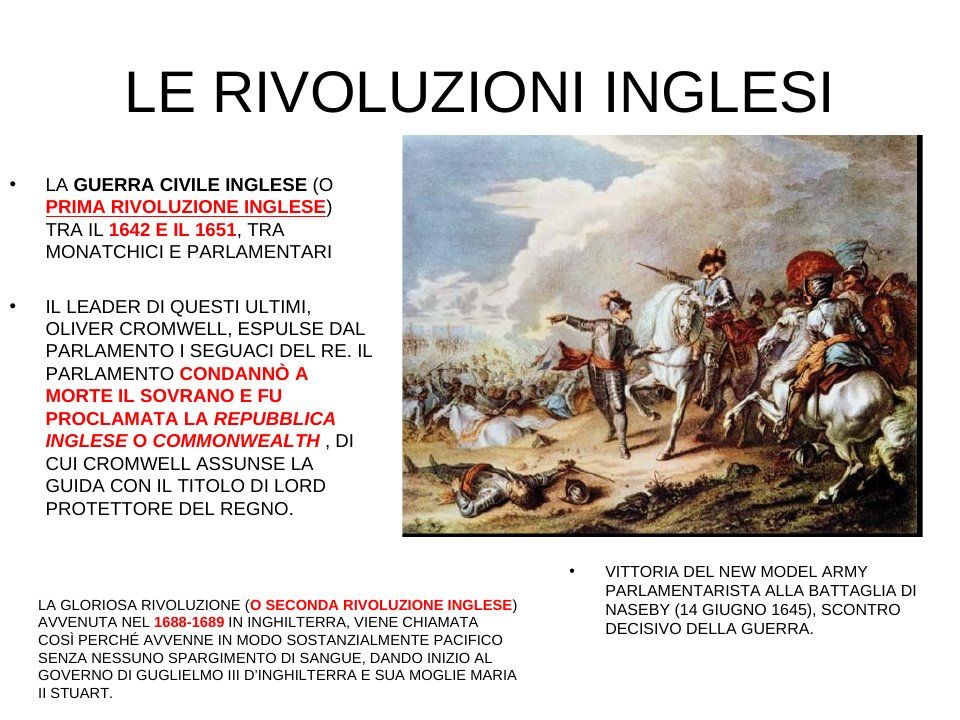 LE RIVOLUZIONI INGLESI
• LA GUERRA CIVILE INGLESE (O
PRIMA RIVOLUZIONE INGLESE)
TRA IL 1642 E IL 1651, TRA
MONATCHICI E PARLAMENTARI
• IL LEADER DI QUESTI ULTIMI,
OLIVER CROMWELL, ESPULSE DAL
PARLAMENTO I SEGUACI DEL RE. IL
PARLAMENTO CONDANNÒ A
MORTE IL SOVRANO E FU
PROCLAMATA LA REPUBBLICA
INGLESE O COMMONWEALTH , DI
CUI CROMWELL ASSUNSE LA
GUIDA CON IL TITOLO DI LORD
PROTETTORE DEL REGNO.
• VITTORIA DEL NEW MODEL ARMY
PARLAMENTARISTA ALLA BATTAGLIA DI
NASEBY (14 GIUGNO 1645), SCONTRO
DECISIVO DELLA GUERRA.
LA GLORIOSA RIVOLUZIONE (O SECONDA RIVOLUZIONE INGLESE)
AVVENUTA NEL 1688-1689 IN INGHILTERRA, VIENE CHIAMATA
COSÌ PERCHÉ AVVENNE IN MODO SOSTANZIALMENTE PACIFICO
SENZA NESSUNO SPARGIMENTO DI SANGUE, DANDO INIZIO AL
GOVERNO DI GUGLIELMO III D'INGHILTERRA E SUA MOGLIE MARIA
II STUART.